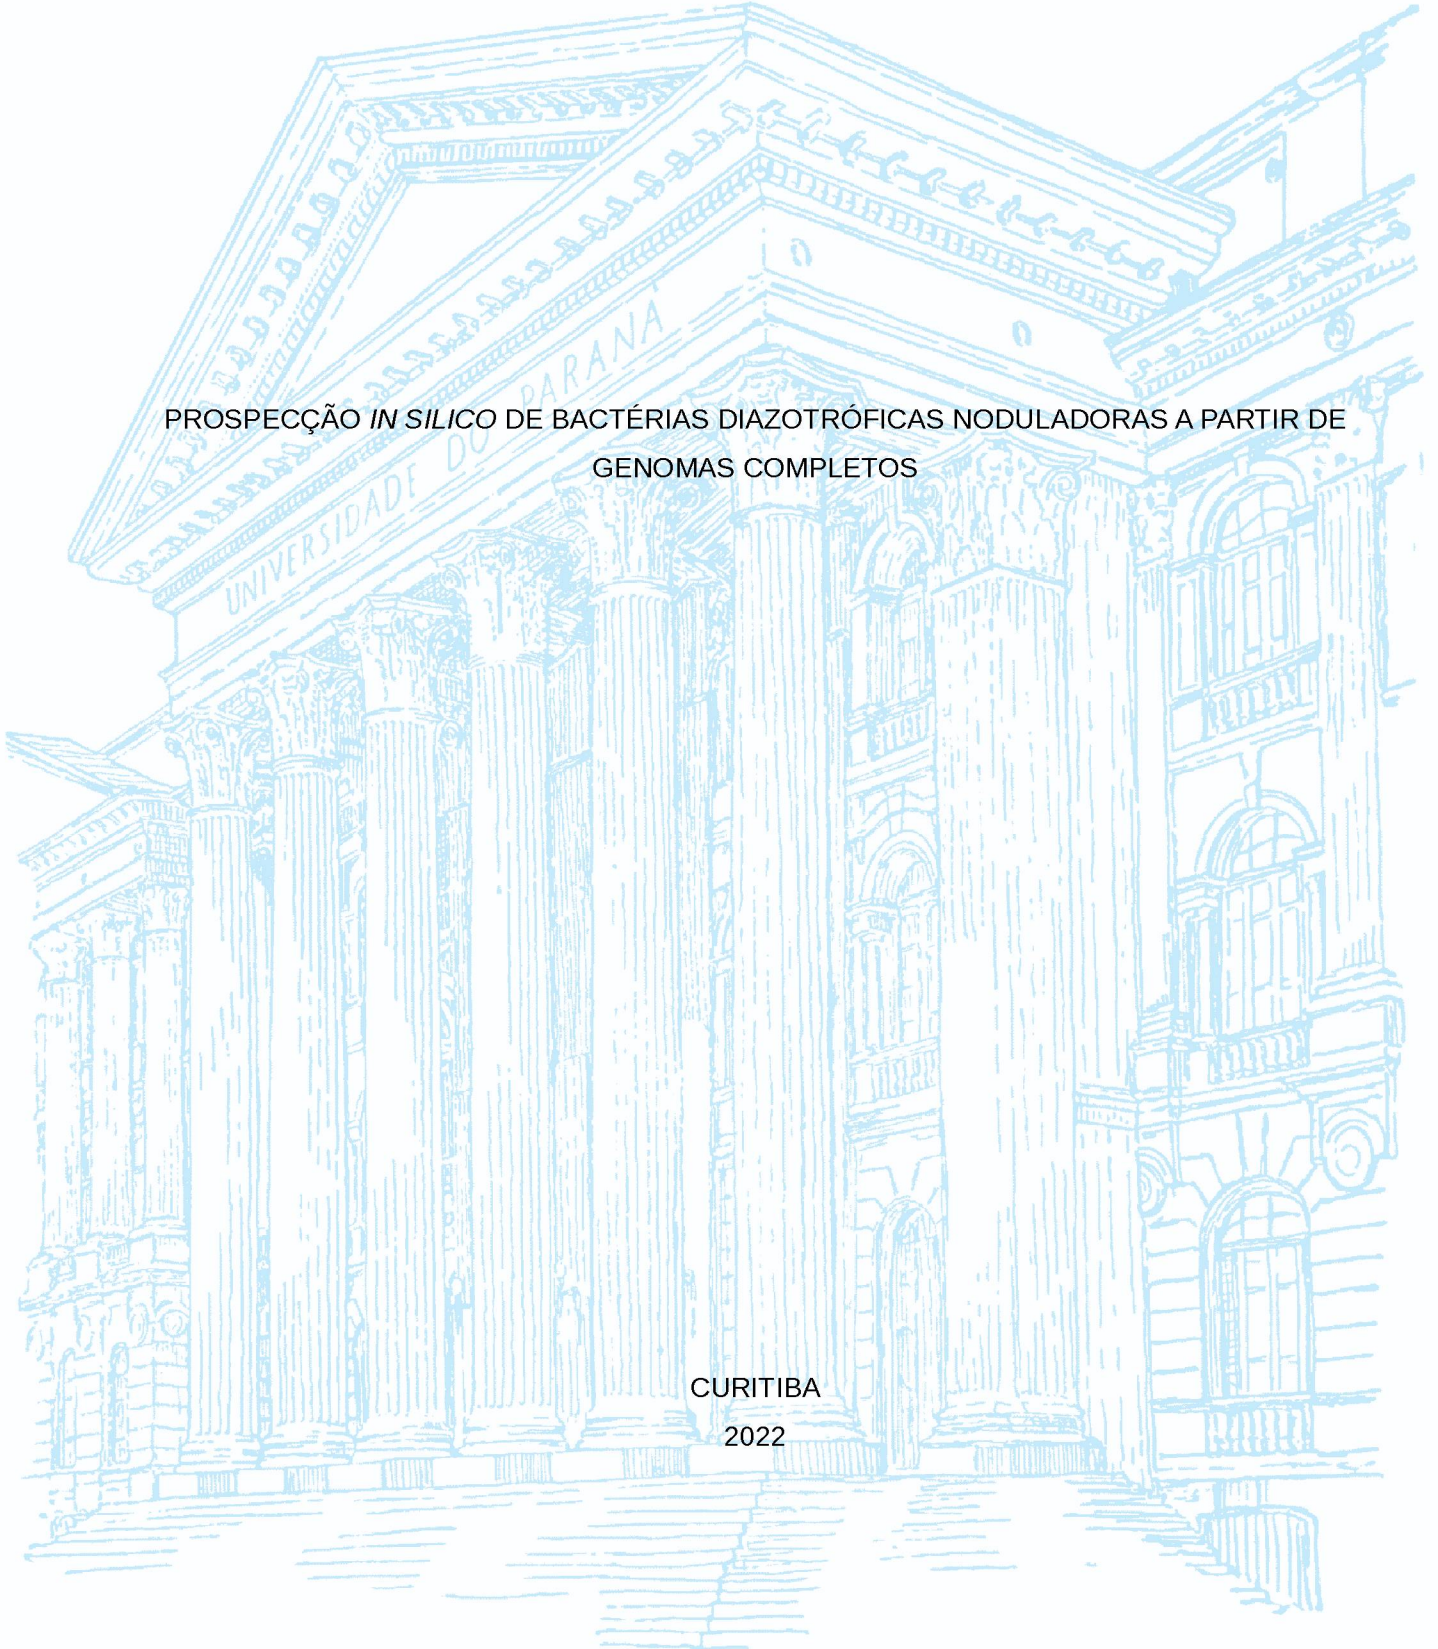 UNIVERSIDADE DO PARANÁ
PROSPECÇÃO IN SILICO DE BACTÉRIAS DIAZOTRÓFICAS NODULADORAS A PARTIR DE
GENOMAS COMPLETOS
CURITIBA
2022